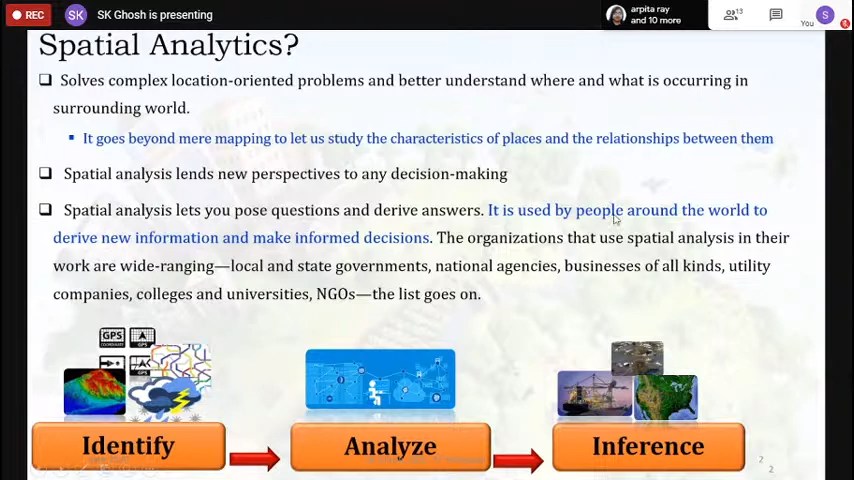 REC
SK
SK Ghosh is presenting
arpita ray
and 10 more
13
You
S
Spatial Analytics?
Solves complex location-oriented problems and better understand where and what is occurring in
surrounding world.
It goes beyond mere mapping to let us study the characteristics of places and the relationships between them
Spatial analysis lends new perspectives to any decision-making
Spatial analysis lets you pose questions and derive answers. It is used by people around the world to
derive new information and make informed decisions. The organizations that use spatial analysis in their
work are wide-ranging—local and state governments, national agencies, businesses of all kinds, utility
companies, colleges and universities, NGOs—the list goes on.
GPS
GPS
Identify
Analyze
Inference
2
2